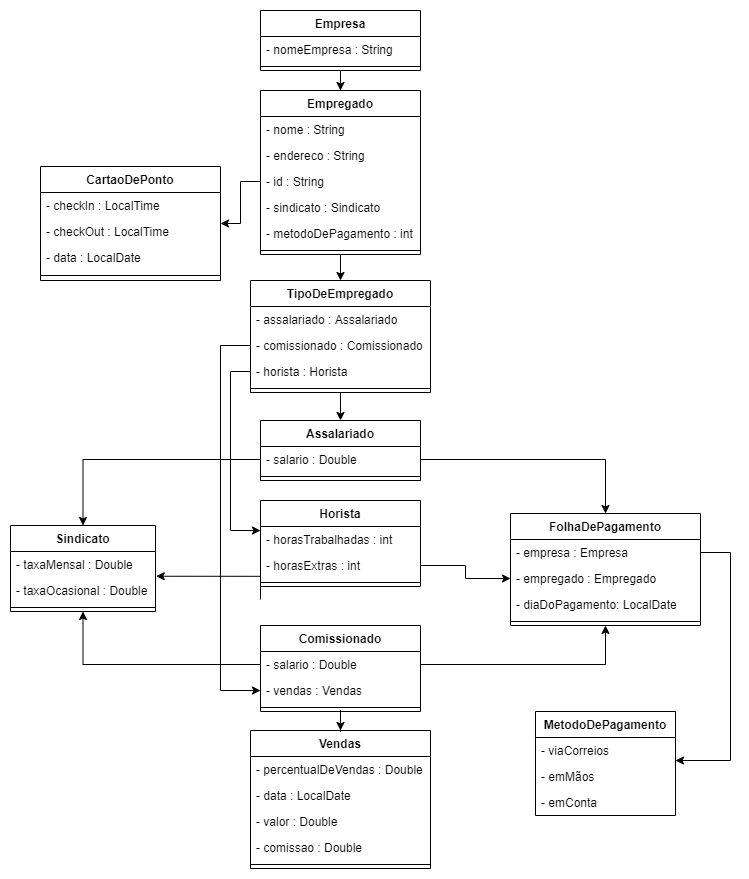 Empresa
- nomeEmpresa : String
Empregado
- nome : String
- endereco : String
- id : String
- sindicato : Sindicato
- metodoDePagamento : int
CartaoDePonto
- checkIn : LocalTime
- checkOut : LocalTime
- data : LocalDate
TipoDeEmpregado
- assalariado : Assalariado
- comissionado : Comissionado
- horista : Horista
Assalariado
- salario : Double
Horista
- horasTrabalhadas : int
- horasExtras : int
Sindicato
- taxaMensal : Double
- taxaOcasional : Double
FolhaDePagamento
- empresa : Empresa
- empregado : Empregado
- diaDoPagamento: LocalDate
Comissionado
- salario : Double
- vendas : Vendas
MetodoDePagamento
- viaCorreios
- emMãos
- emConta
Vendas
- percentualDeVendas : Double
- data : LocalDate
- valor : Double
- comissao : Double